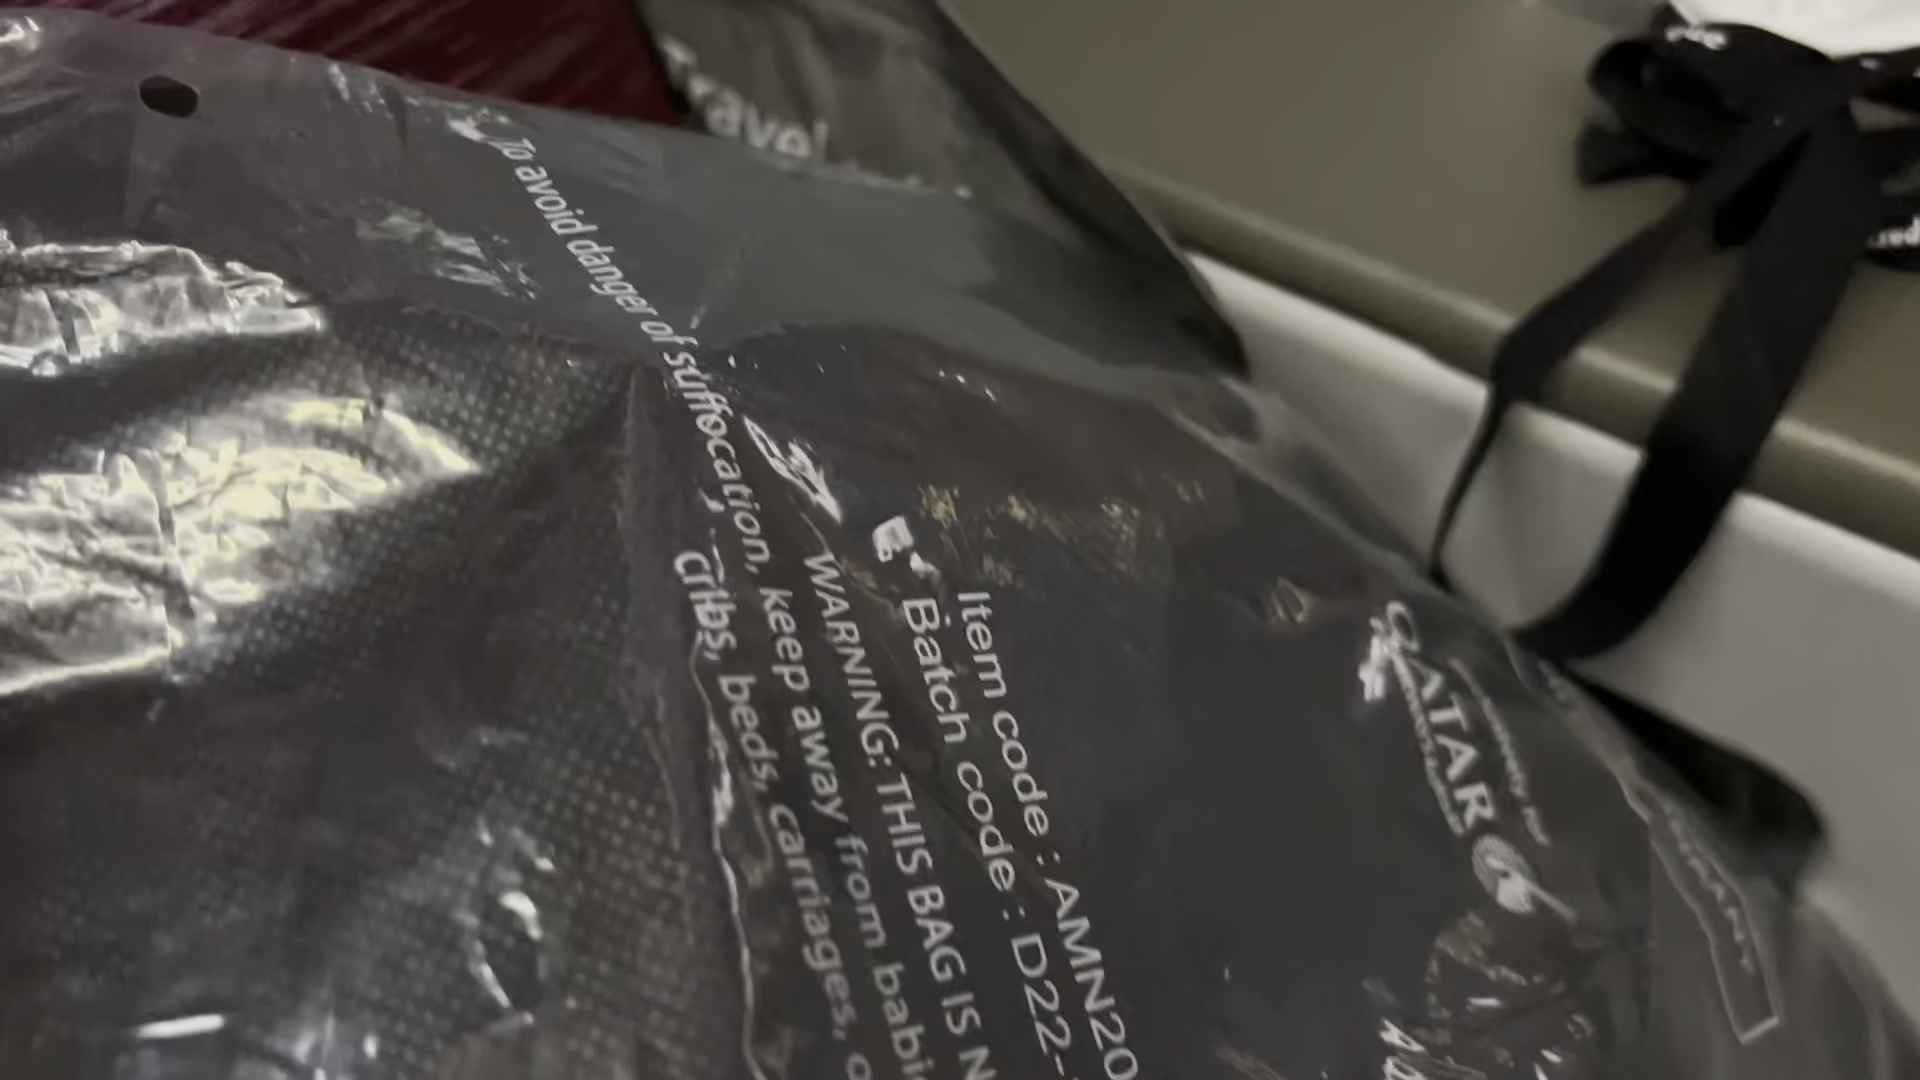 Travel
QATAR
Item code : AMN20
Batch code : D22-
WARNING: THIS BAG IS N
To avoid danger of suffocation, keep away from babi
cribs, beds, carriages, o